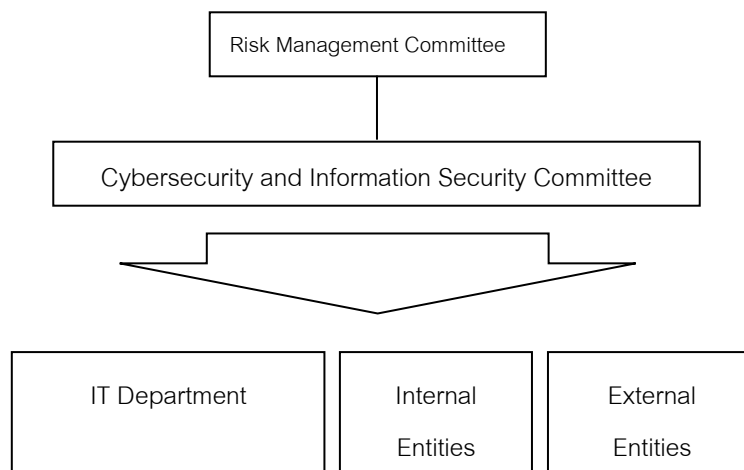 Risk Management Committee
Cybersecurity and Information Security Committee
IT Department
Internal
Entities
External
Entities